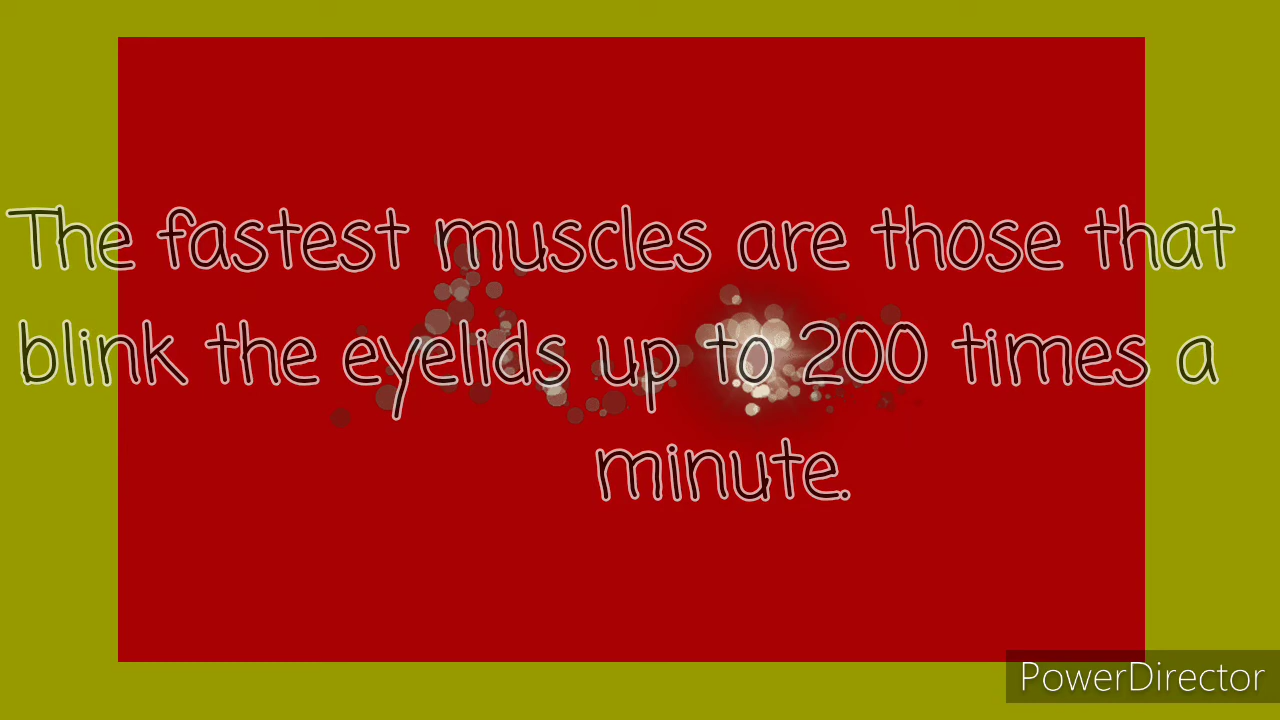 The fastest muscles are those that
blink the eyelids up to 200 times a
minute.
PowerDirector